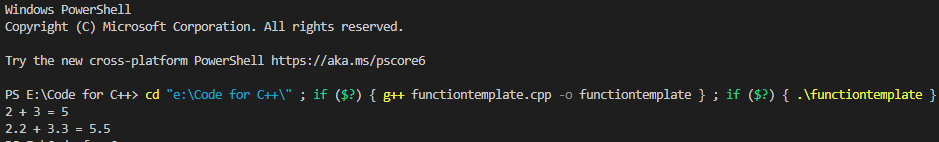 Windows PowerShell
Copyright (C) Microsoft Corporation. All rights reserved.
Try the new cross-platform PowerShell https://aka.ms/pscore6
PS E:\Code for C++> cd "e:\Code for C++\" ; if ($?) { g++ functiontemplate.cpp -o functiontemplate } ; if ($?) { .\functiontemplate }
2 + 3 = 5
2.2 + 3.3 = 5.5